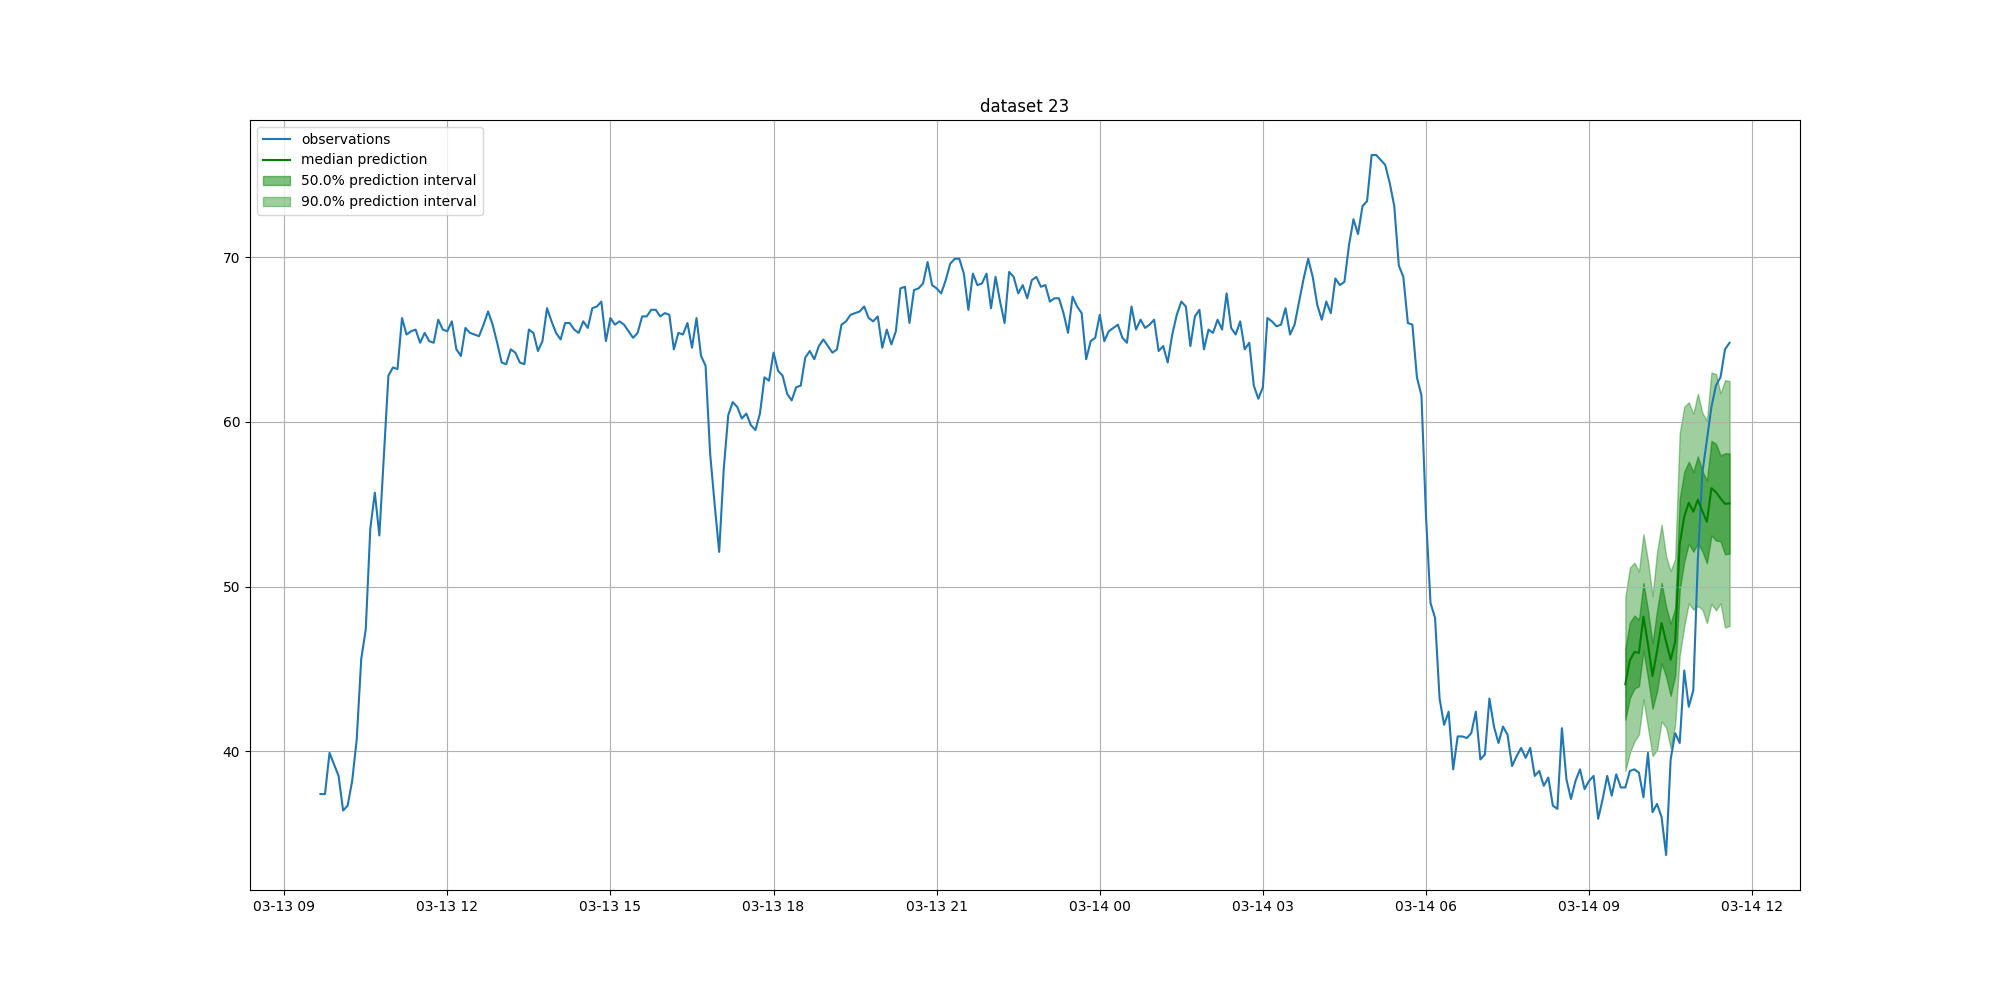 dataset 23
observations
median prediction
50.0% prediction interval
90.0% prediction interval
70
60
50
40
03-13 09
03-13 12
03-13 15
03-13 18
03-13 21
03-14 00
03-14 03
03-14 06
03-14 09
03-14 12